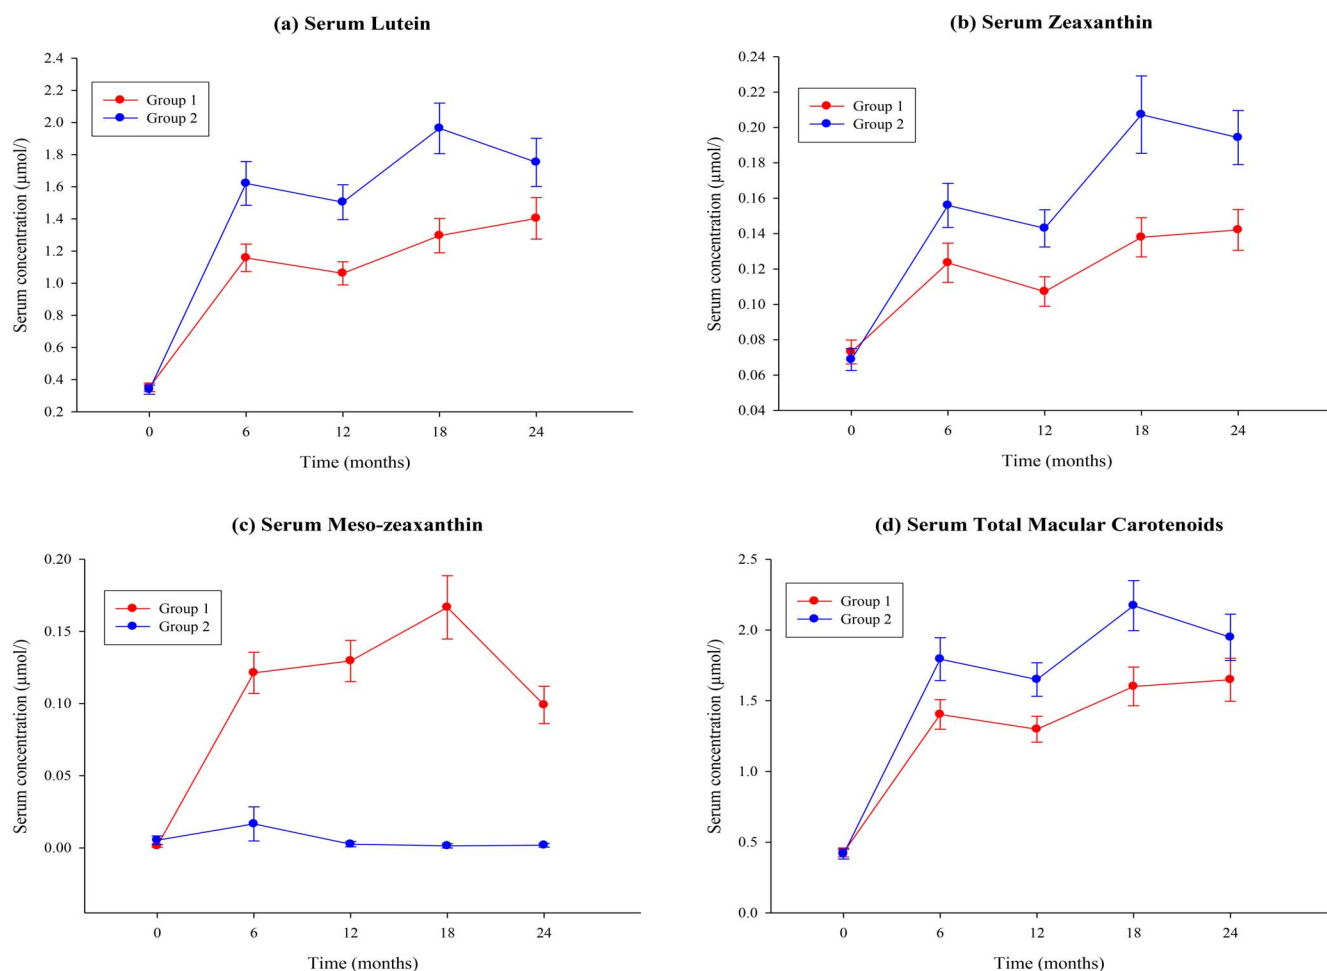 (a) Serum Lutein
Serum concentration (µmol/)
2.4
2.2
2.0
1.8
1.6
1.4
1.2
1.0
0.8
0.6
0.4
0.2
Group 1
Group 2
0 6 12 18 24
Time (months)
(b) Serum Zeaxanthin
Serum concentration (µmol/)
0.24
0.22
0.20
0.18
0.16
0.14
0.12
0.10
0.08
0.06
0.04
Group 1
Group 2
0 6 12 18 24
Time (months)
(c) Serum Meso-zeaxanthin
Serum concentration (µmol/)
0.20
0.15
0.10
0.05
0.00
Group 1
Group 2
0 6 12 18 24
Time (months)
(d) Serum Total Macular Carotenoids
Serum concentration (µmol/)
2.5
2.0
1.5
1.0
0.5
0.0
Group 1
Group 2
0 6 12 18 24
Time (months)